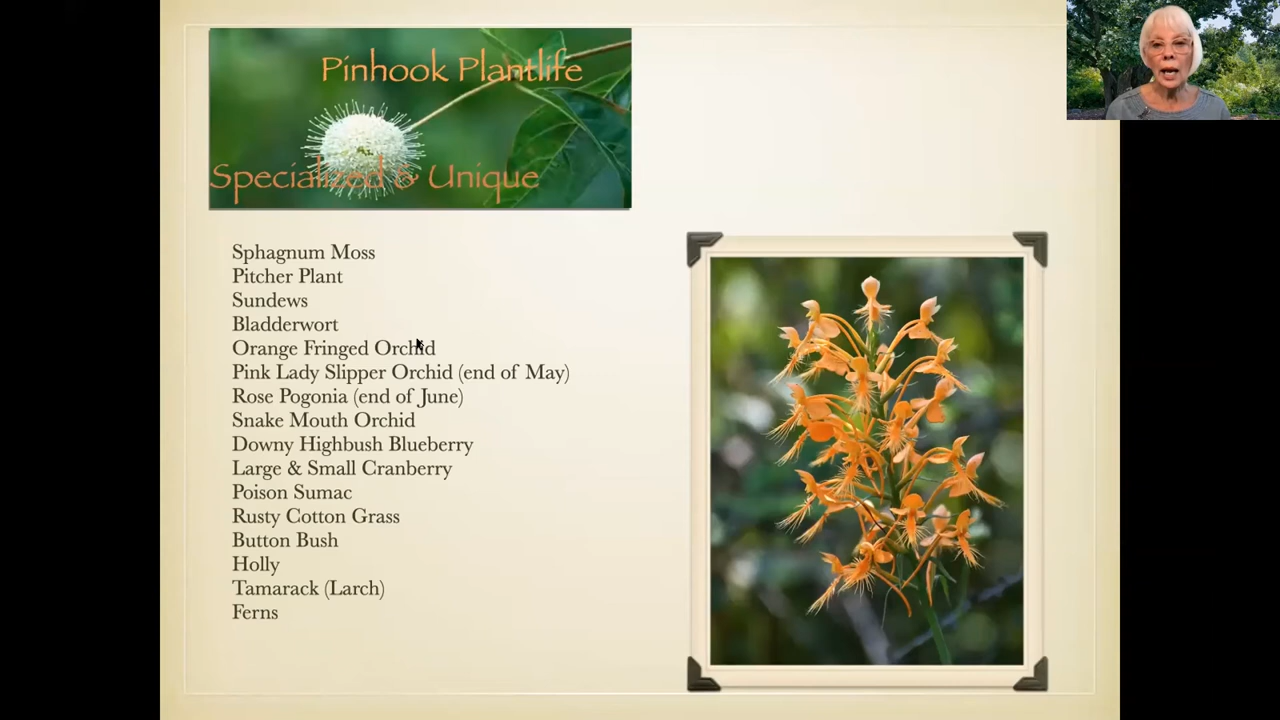 Pinhook Plantlife
Specialized & Unique
Sphagnum Moss
Pitcher Plant
Sundews
Bladderwort
Orange Fringed Orchid
Pink Lady Slipper Orchid (end of May)
Rose Pogonia (end of June)
Snake Mouth Orchid
Downy Highbush Blueberry
Large & Small Cranberry
Poison Sumac
Rusty Cotton Grass
Button Bush
Holly
Tamarack (Larch)
Ferns